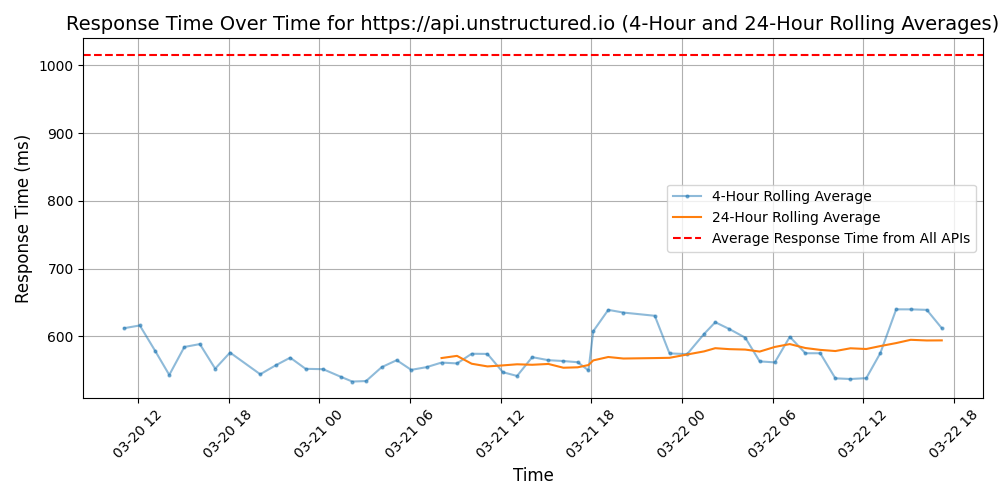 Response Time Over Time for https://api.unstructured.io (4-Hour and 24-Hour Rolling Averages)
Response Time (ms)
1000
900
800
700
600
4-Hour Rolling Average
24-Hour Rolling Average
Average Response Time from All APIs
03-20 12
03-20 18
03-21 00
03-21 06
03-21 12
03-21 18
03-22 00
03-22 06
03-22 12
03-22 18
Time